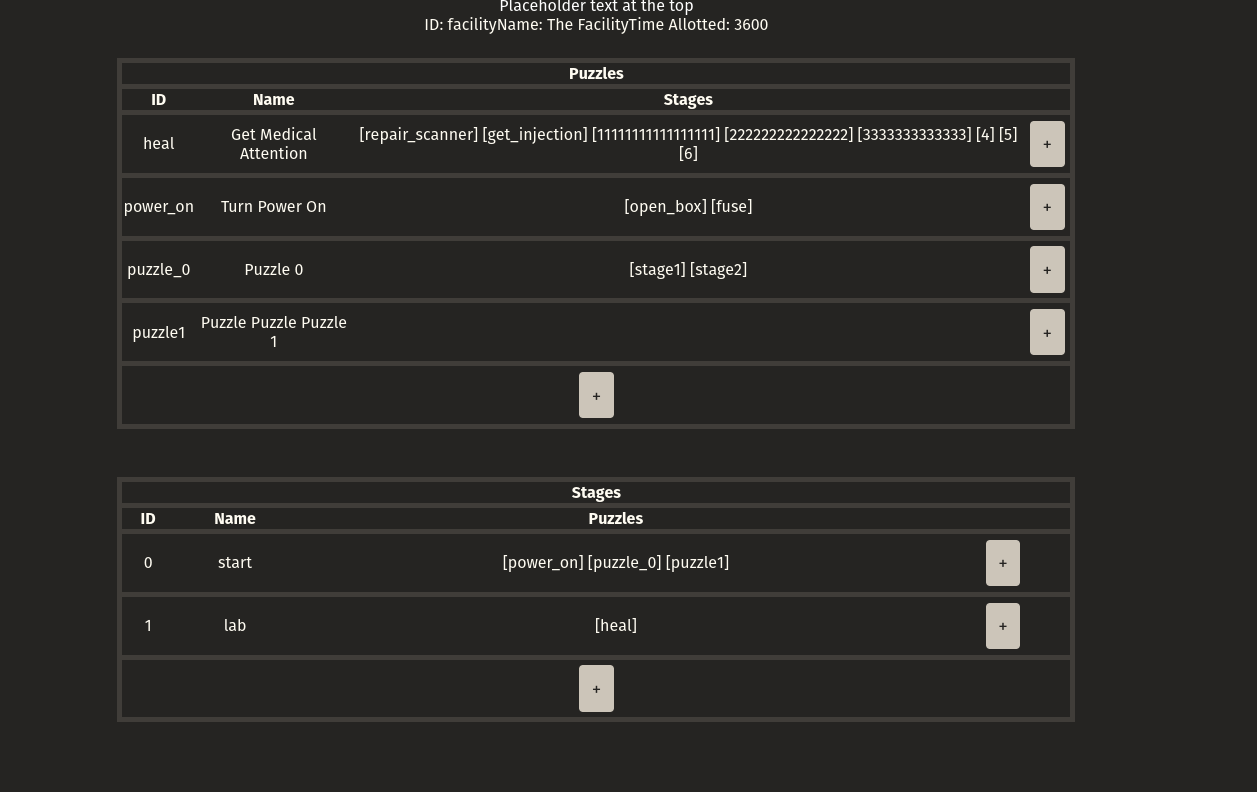 Placeholder text at the top
ID: facilityName: The FacilityTime Allotted: 3600
Puzzles
ID Name Stages
heal Get Medical Attention [repair_scanner] [get_injection] [11111111111111111] [222222222222222] [3333333333333] [4] [5] [6] +
power_on Turn Power On [open_box] [fuse] +
puzzle_0 Puzzle 0 [stage1] [stage2] +
puzzle1 Puzzle Puzzle Puzzle 1 +
+
Stages
ID Name Puzzles
0 start [power_on] [puzzle_0] [puzzle1] +
1 lab [heal] +
+